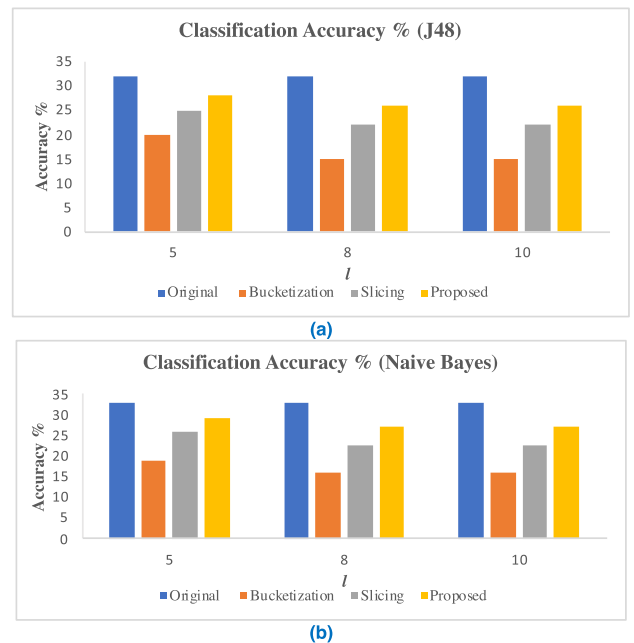 Classification Accuracy % (J48)
Accuracy %
35
30
25
20
15
10
5
0
5 8 10
l
Original Bucketization Slicing Proposed
(a)
Classification Accuracy % (Naive Bayes)
Accuracy %
35
30
25
20
15
10
5
0
5 8 10
l
Original Bucketization Slicing Proposed
(b)